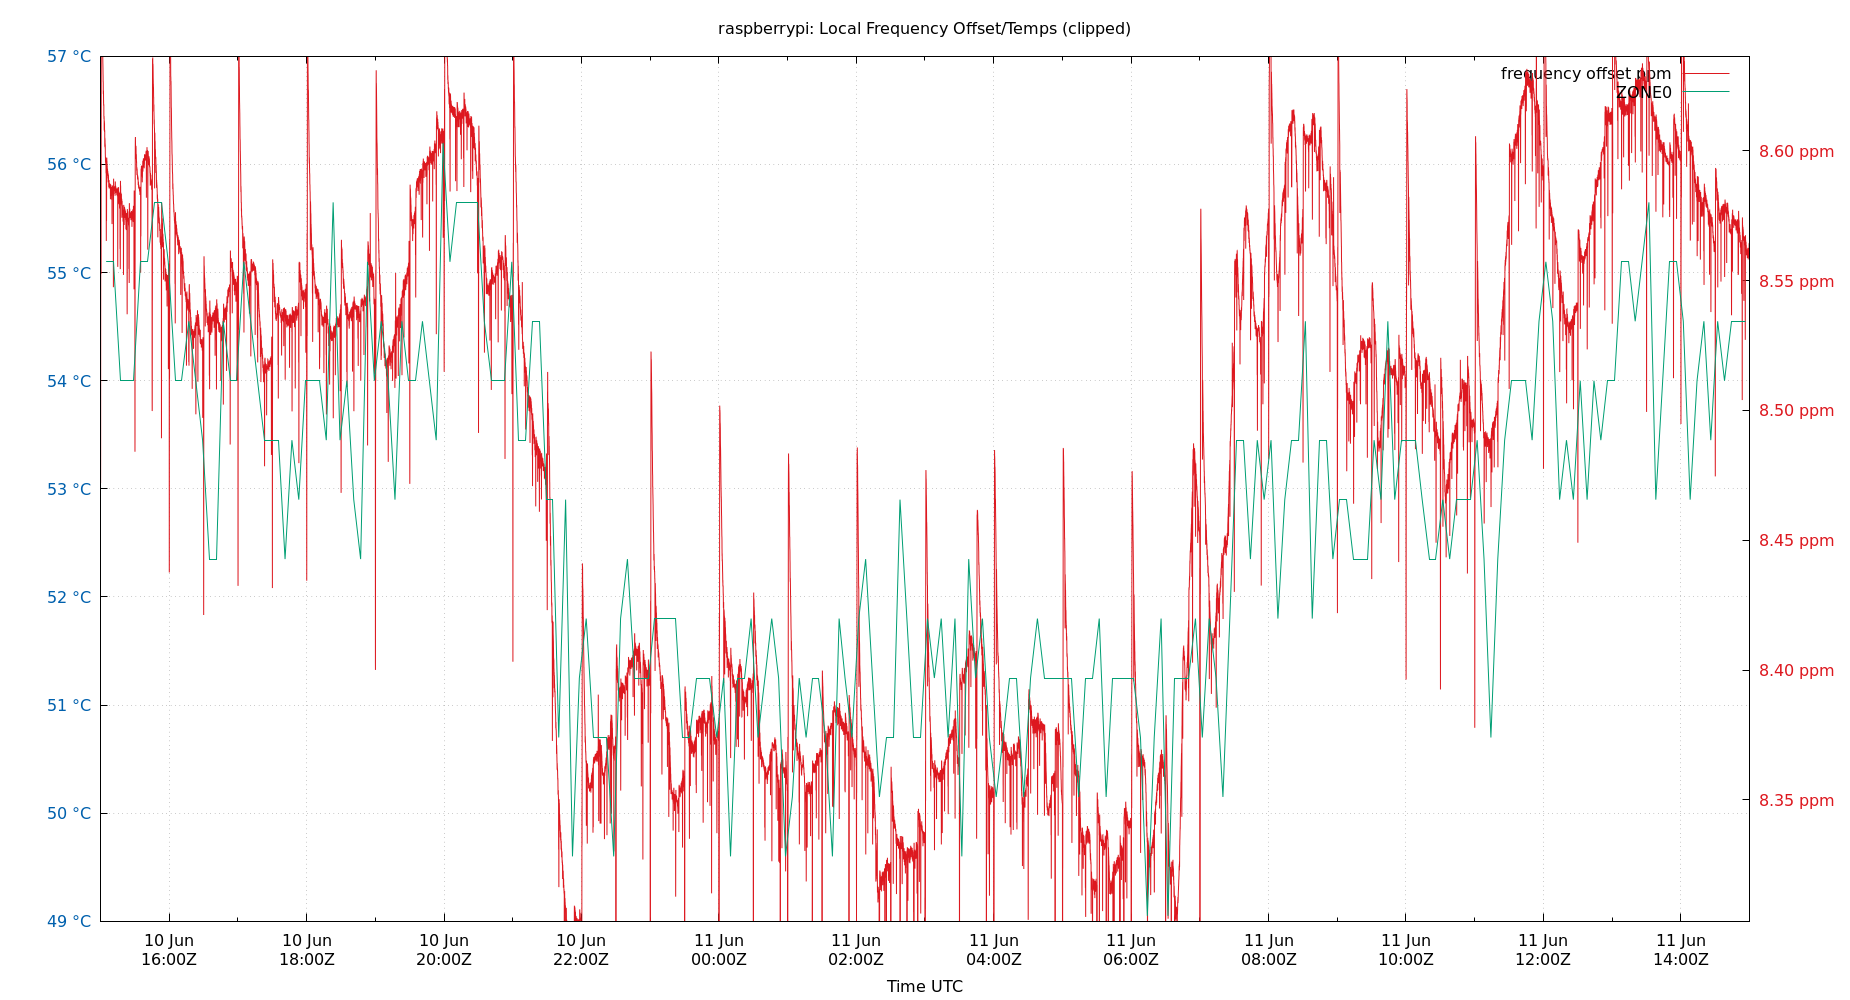 raspberrypi: Local Frequency Offset/Temps (clipped)
57 °C
56 °C
55 °C
54 °C
53 °C
52 °C
51 °C
50 °C
49 °C
frequency offset ppm
ZONE0
8.60 ppm
8.55 ppm
8.50 ppm
8.45 ppm
8.40 ppm
8.35 ppm
10 Jun 10 Jun 10 Jun 10 Jun 11 Jun 11 Jun 11 Jun 11 Jun 11 Jun 11 Jun 11 Jun 11 Jun
16:00Z 18:00Z 20:00Z 22:00Z 00:00Z 02:00Z 04:00Z 06:00Z 08:00Z 10:00Z 12:00Z 14:00Z
Time UTC